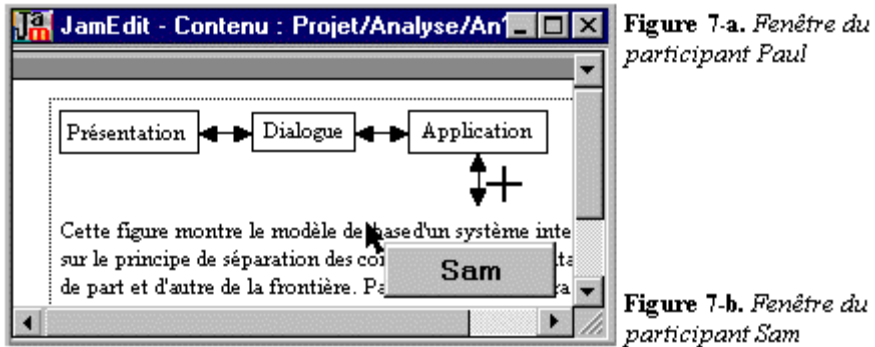 JamEdit - Contenu : Projet/Analyse/An
Présentation
Dialogue
Application
Cette figure montre le modèle de base d'un système inte
sur le principe de séparation des co
de part et d'autre de la frontière. Pa
Sam
Figure 7-a. Fenêtre du
participant Paul
Figure 7-b. Fenêtre du
participant Sam